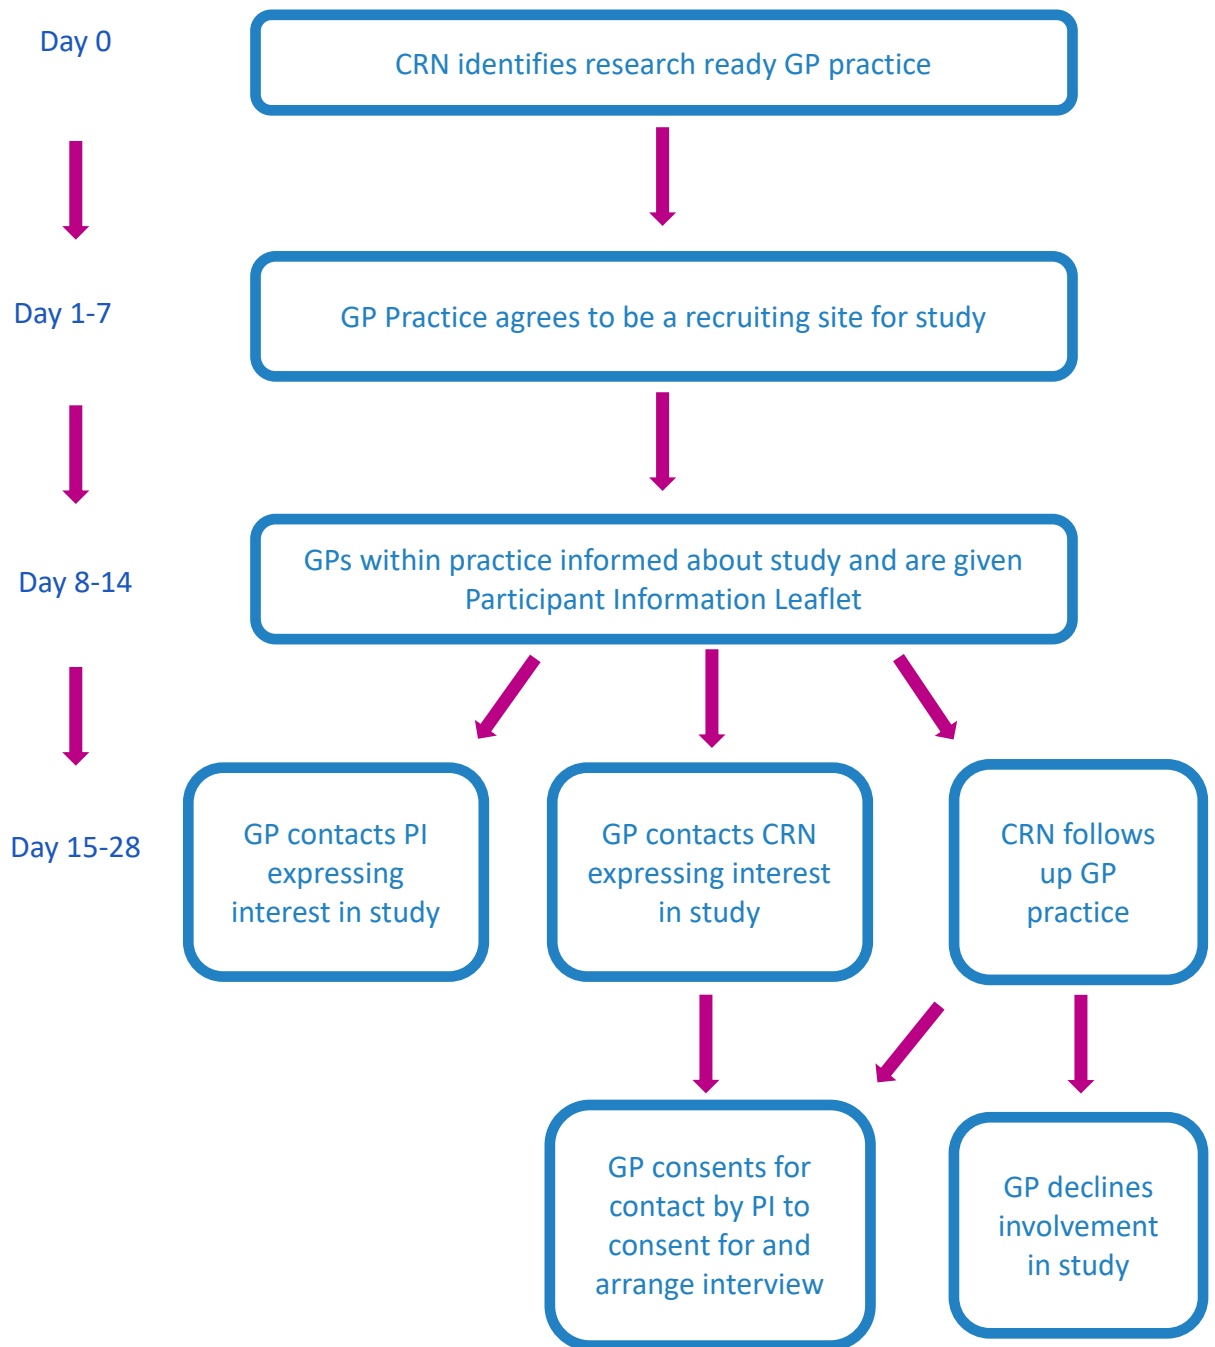 Day 0
CRN identifies research ready GP practice
Day 1-7
GP Practice agrees to be a recruiting site for study
Day 8-14
GPs within practice informed about study and are given
Participant Information Leaflet
Day 15-28
GP contacts PI
expressing
interest in study
GP contacts CRN
expressing interest
in study
CRN follows
up GP
practice
GP consents for
contact by PI to
consent for and
arrange interview
GP declines
involvement
in study